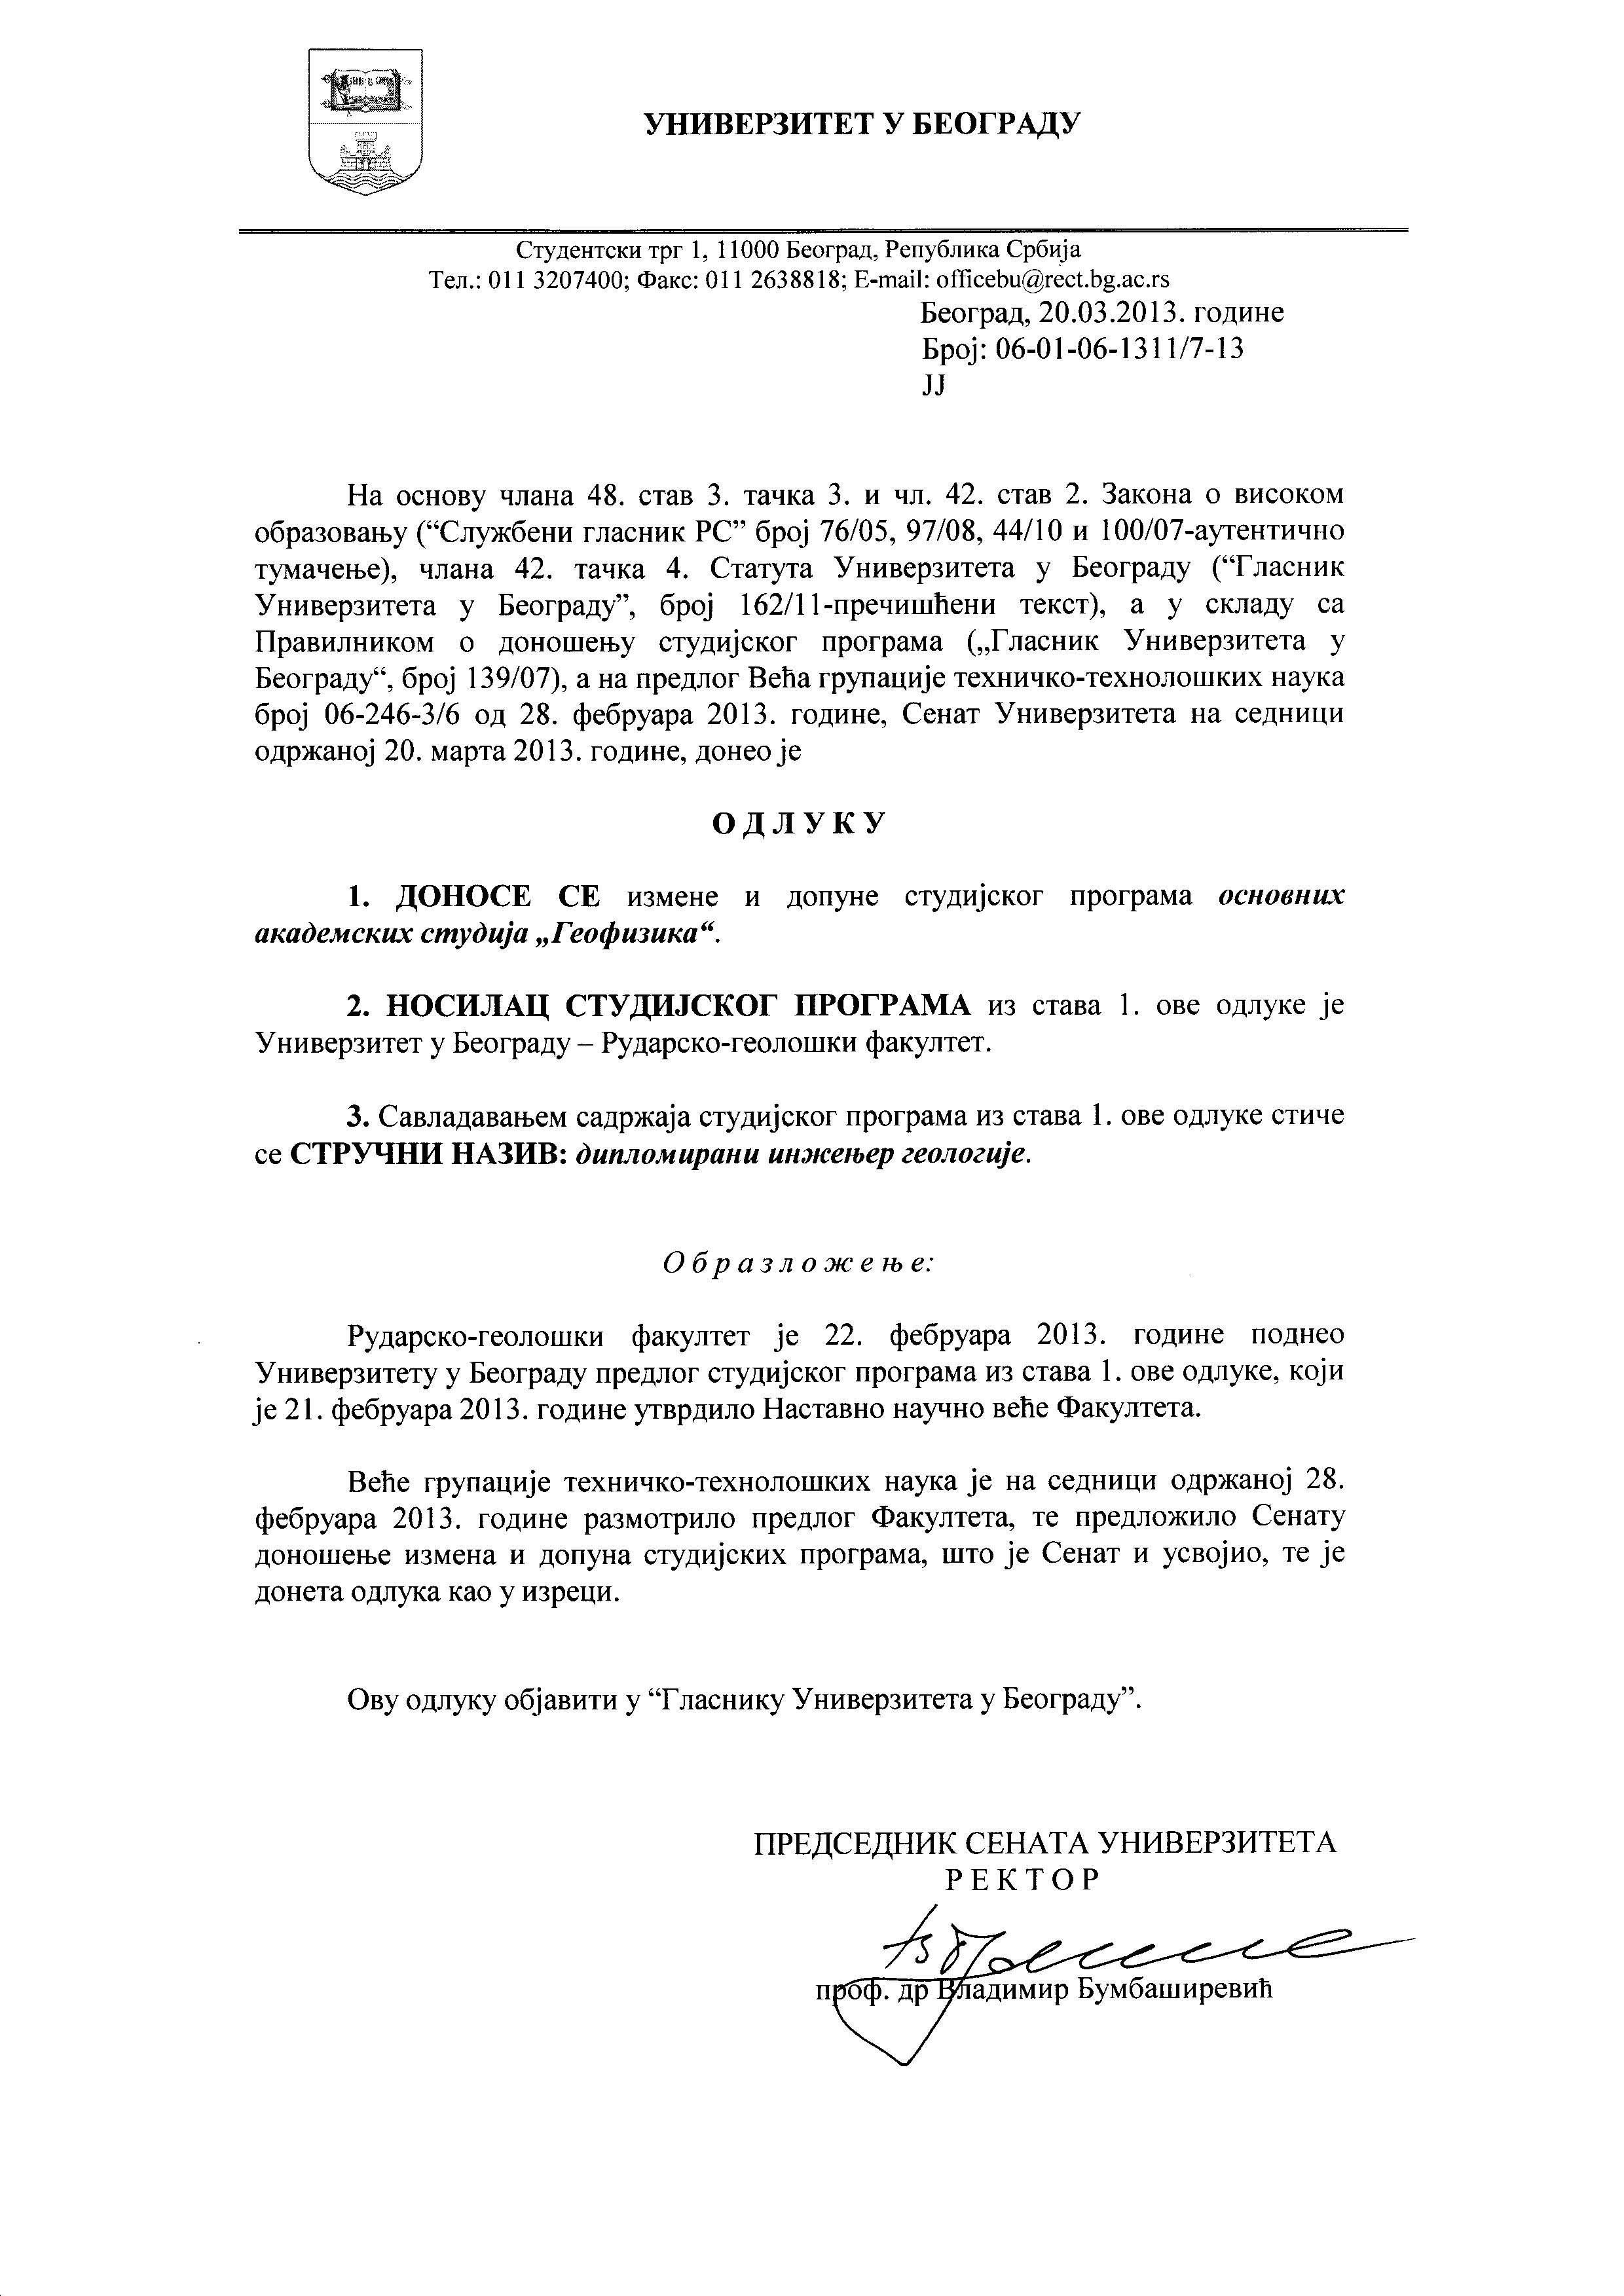 УНИВЕРЗИТЕТ У БЕОГРАДУ
Студентски трг 1, 11000 Београд, Република Србија
Тел.: 011 3207400; Факс: 011 2638818; E-mail: officebu@rect.bg.ac.rs
Београд, 20.03.2013. године
Број: 06-01-06-1311/7-13
ЈЈ
На основу члана 48. став 3. тачка 3. и чл. 42. став 2. Закона о високом
образовању (“Службени гласник РС” број 76/05, 97/08, 44/10 и 100/07-аутентично
тумачење), члана 42. тачка 4. Статута Универзитета у Београду (“Гласник
Универзитета у Београду”, број 162/11-пречишћени текст), а у складу са
Правилником о доношењу студијског програма („Гласник Универзитета у
Београду“, број 139/07), а на предлог Већа групације техничко-технолошких наука
број 06-246-3/6 од 28. фебруара 2013. године, Сенат Универзитета на седници
одржаној 20. марта 2013. године, донео је
О Д Л У К У
1. ДОНОСЕ СЕ измене и допуне студијског програма основних
академских студија „Геофизика“.
2. НОСИЛАЦ СТУДИЈСКОГ ПРОГРАМА из става 1. ове одлуке је
Универзитет у Београду – Рударско-геолошки факултет.
3. Савладавањем садржаја студијског програма из става 1. ове одлуке стиче
се СТРУЧНИ НАЗИВ: дипломирани инжењер геологије.
О б р а з л о ж е њ е:
Рударско-геолошки факултет је 22. фебруара 2013. године поднео
Универзитету у Београду предлог студијског програма из става 1. ове одлуке, који
је 21. фебруара 2013. године утврдило Наставно научно веће Факултета.
Веће групације техничко-технолошких наука је на седници одржаној 28.
фебруара 2013. године размотрило предлог Факултета, те предложило Сенату
доношење измена и допуна студијских програма, што је Сенат и усвојио, те је
донета одлука као у изреци.
Ову одлуку објавити у “Гласнику Универзитета у Београду”.
ПРЕДСЕДНИК СЕНАТА УНИВЕРЗИТЕТА
Р Е К Т О Р
проф. др Владимир Бумбаширевић